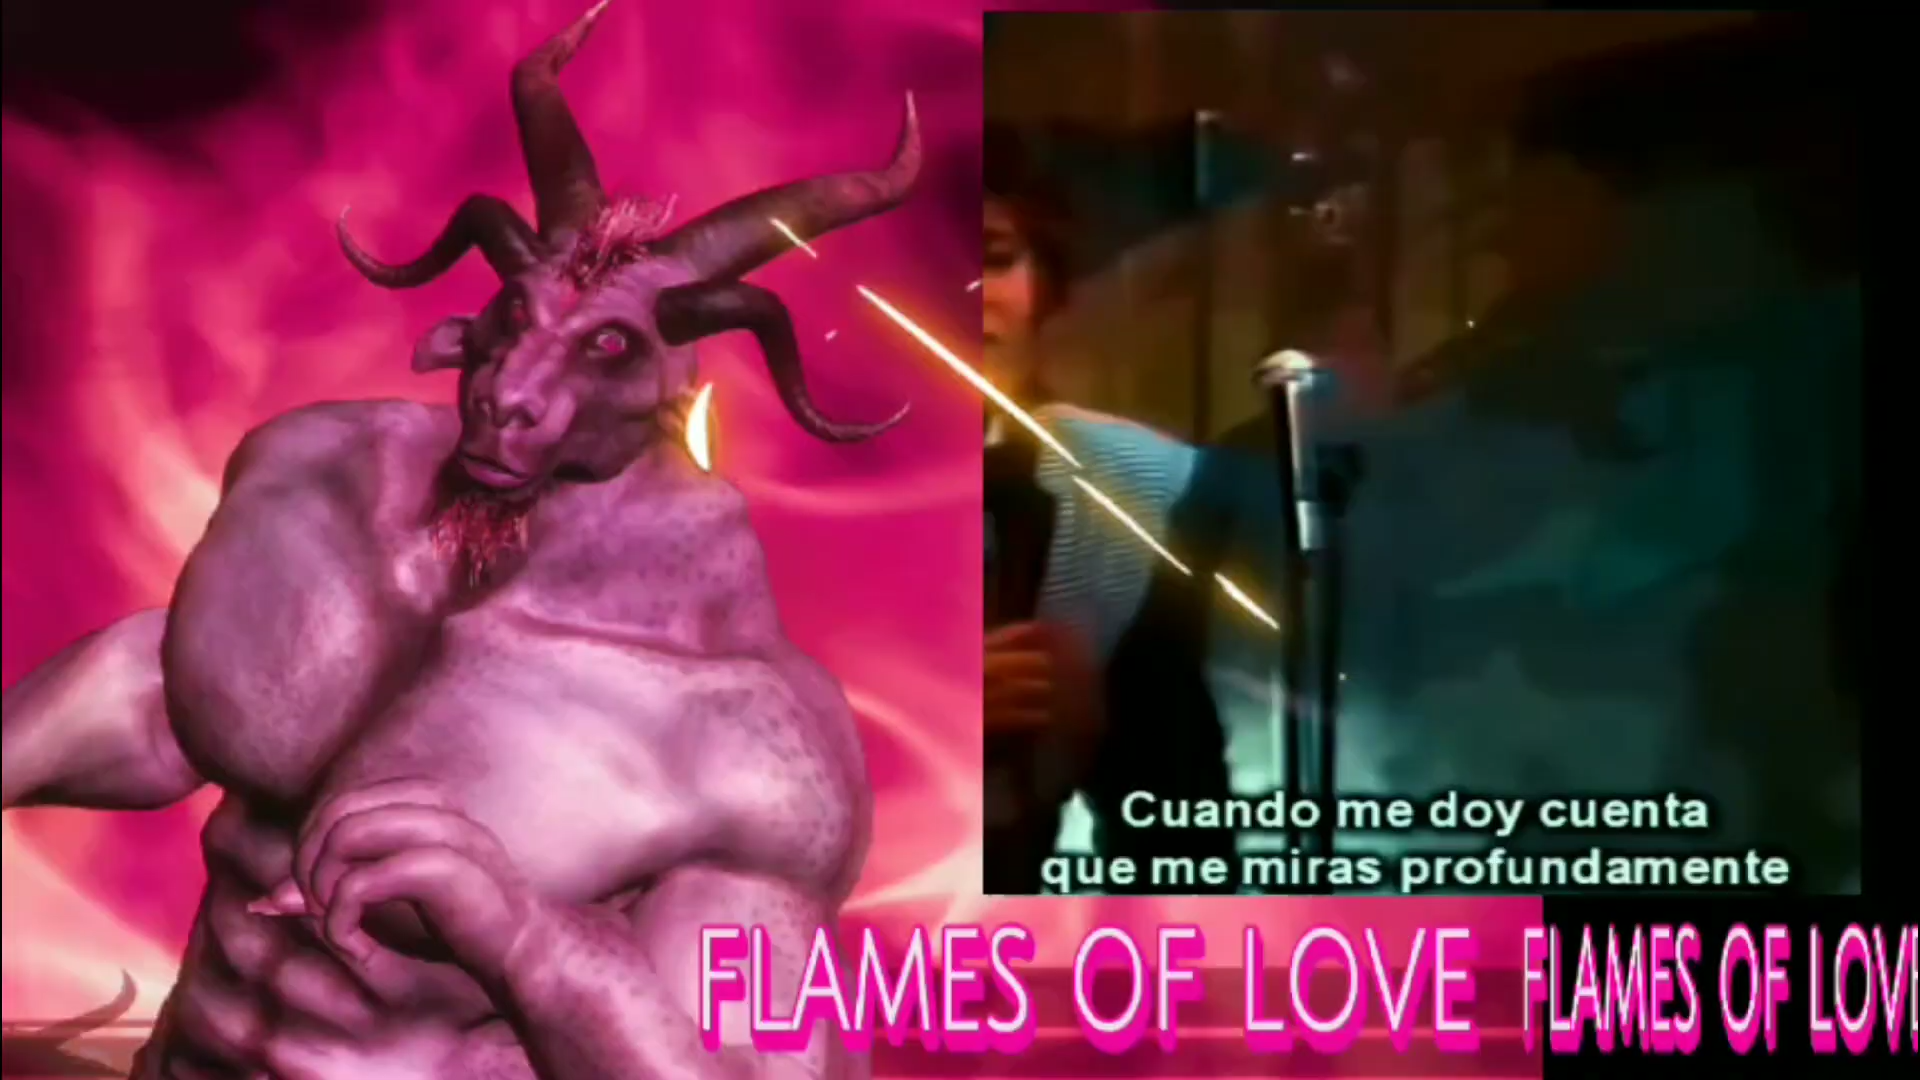 Cuando me doy cuenta
que me miras profundamente
FLAMES OF LOVE FLAMES OF LOVE